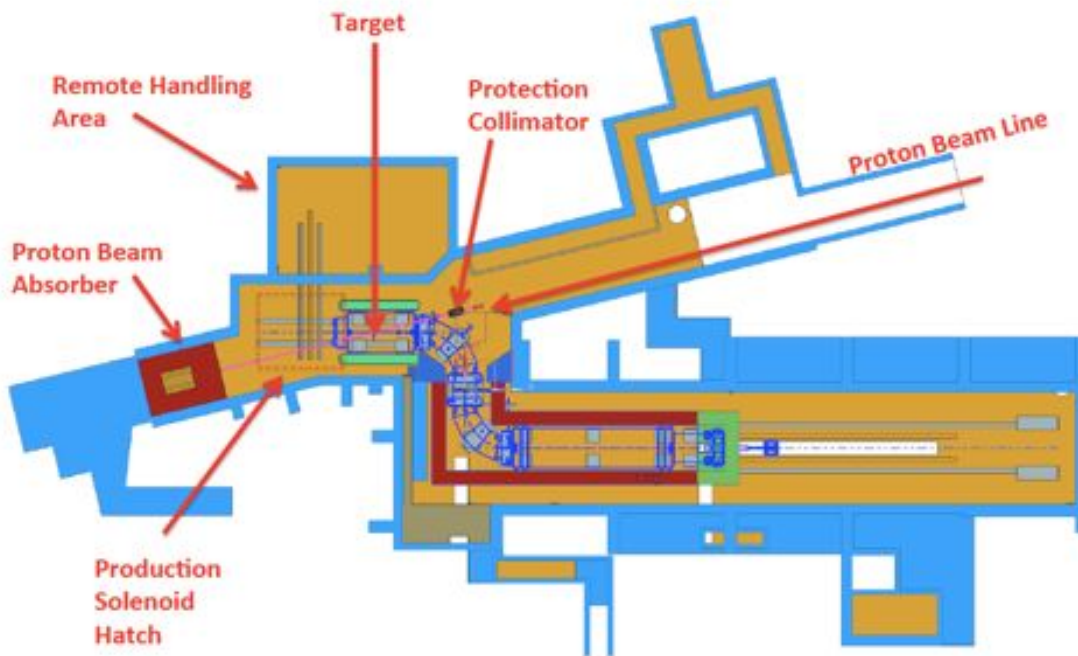 Target
Remote Handling
Area
Protection
Collimator
Proton Beam Line
Proton Beam
Absorber
Production
Solenoid
Hatch